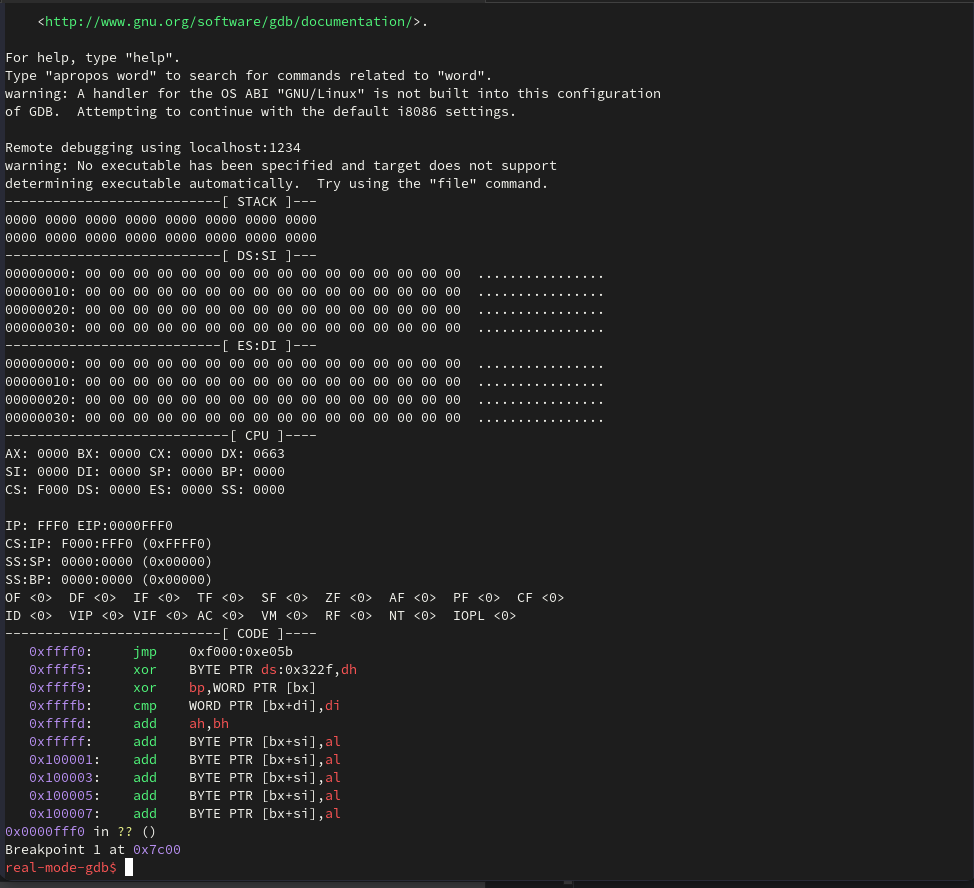 <http://www.gnu.org/software/gdb/documentation/>.
For help, type "help".
Type "apropos word" to search for commands related to "word".
warning: A handler for the OS ABI "GNU/Linux" is not built into this configuration
of GDB.  Attempting to continue with the default i8086 settings.
Remote debugging using localhost:1234
warning: No executable has been specified and target does not support
determining executable automatically.  Try using the "file" command.
---------------------------[ STACK ]---
0000 0000 0000 0000 0000 0000 0000 0000
0000 0000 0000 0000 0000 0000 0000 0000
---------------------------[ DS:SI ]---
00000000: 00 00 00 00 00 00 00 00 00 00 00 00 00 00 00 00  ................
00000010: 00 00 00 00 00 00 00 00 00 00 00 00 00 00 00 00  ................
00000020: 00 00 00 00 00 00 00 00 00 00 00 00 00 00 00 00  ................
00000030: 00 00 00 00 00 00 00 00 00 00 00 00 00 00 00 00  ................
---------------------------[ ES:DI ]---
00000000: 00 00 00 00 00 00 00 00 00 00 00 00 00 00 00 00  ................
00000010: 00 00 00 00 00 00 00 00 00 00 00 00 00 00 00 00  ................
00000020: 00 00 00 00 00 00 00 00 00 00 00 00 00 00 00 00  ................
00000030: 00 00 00 00 00 00 00 00 00 00 00 00 00 00 00 00  ................
----------------------------[ CPU ]----
AX: 0000 BX: 0000 CX: 0000 DX: 0663
SI: 0000 DI: 0000 SP: 0000 BP: 0000
CS: F000 DS: 0000 ES: 0000 SS: 0000
IP: FFF0 EIP:0000FFF0
CS:IP: F000:FFF0 (0xFFFF0)
SS:SP: 0000:0000 (0x00000)
SS:BP: 0000:0000 (0x00000)
OF <0>  DF <0>  IF <0>  TF <0>  SF <0>  ZF <0>  AF <0>  PF <0>  CF <0>
ID <0>  VIP <0> VIF <0> AC <0>  VM <0>  RF <0>  NT <0>  IOPL <0>
---------------------------[ CODE ]----
0xffff0:     jmp    0xf000:0xe05b
0xffff5:     xor    BYTE PTR ds:0x322f,dh
0xffff9:     xor    bp,WORD PTR [bx]
0xffffb:     cmp    WORD PTR [bx+di],di
0xffffd:     add    ah,bh
0xfffff:     add    BYTE PTR [bx+si],al
0x100001:    add    BYTE PTR [bx+si],al
0x100003:    add    BYTE PTR [bx+si],al
0x100005:    add    BYTE PTR [bx+si],al
0x100007:    add    BYTE PTR [bx+si],al
0x0000fff0 in ?? ()
Breakpoint 1 at 0x7c00
real-mode-gdb$